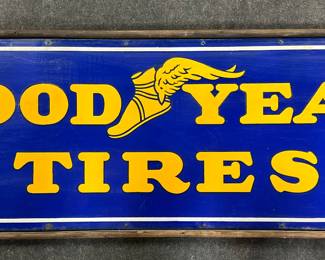 OOD YEA
TIRES